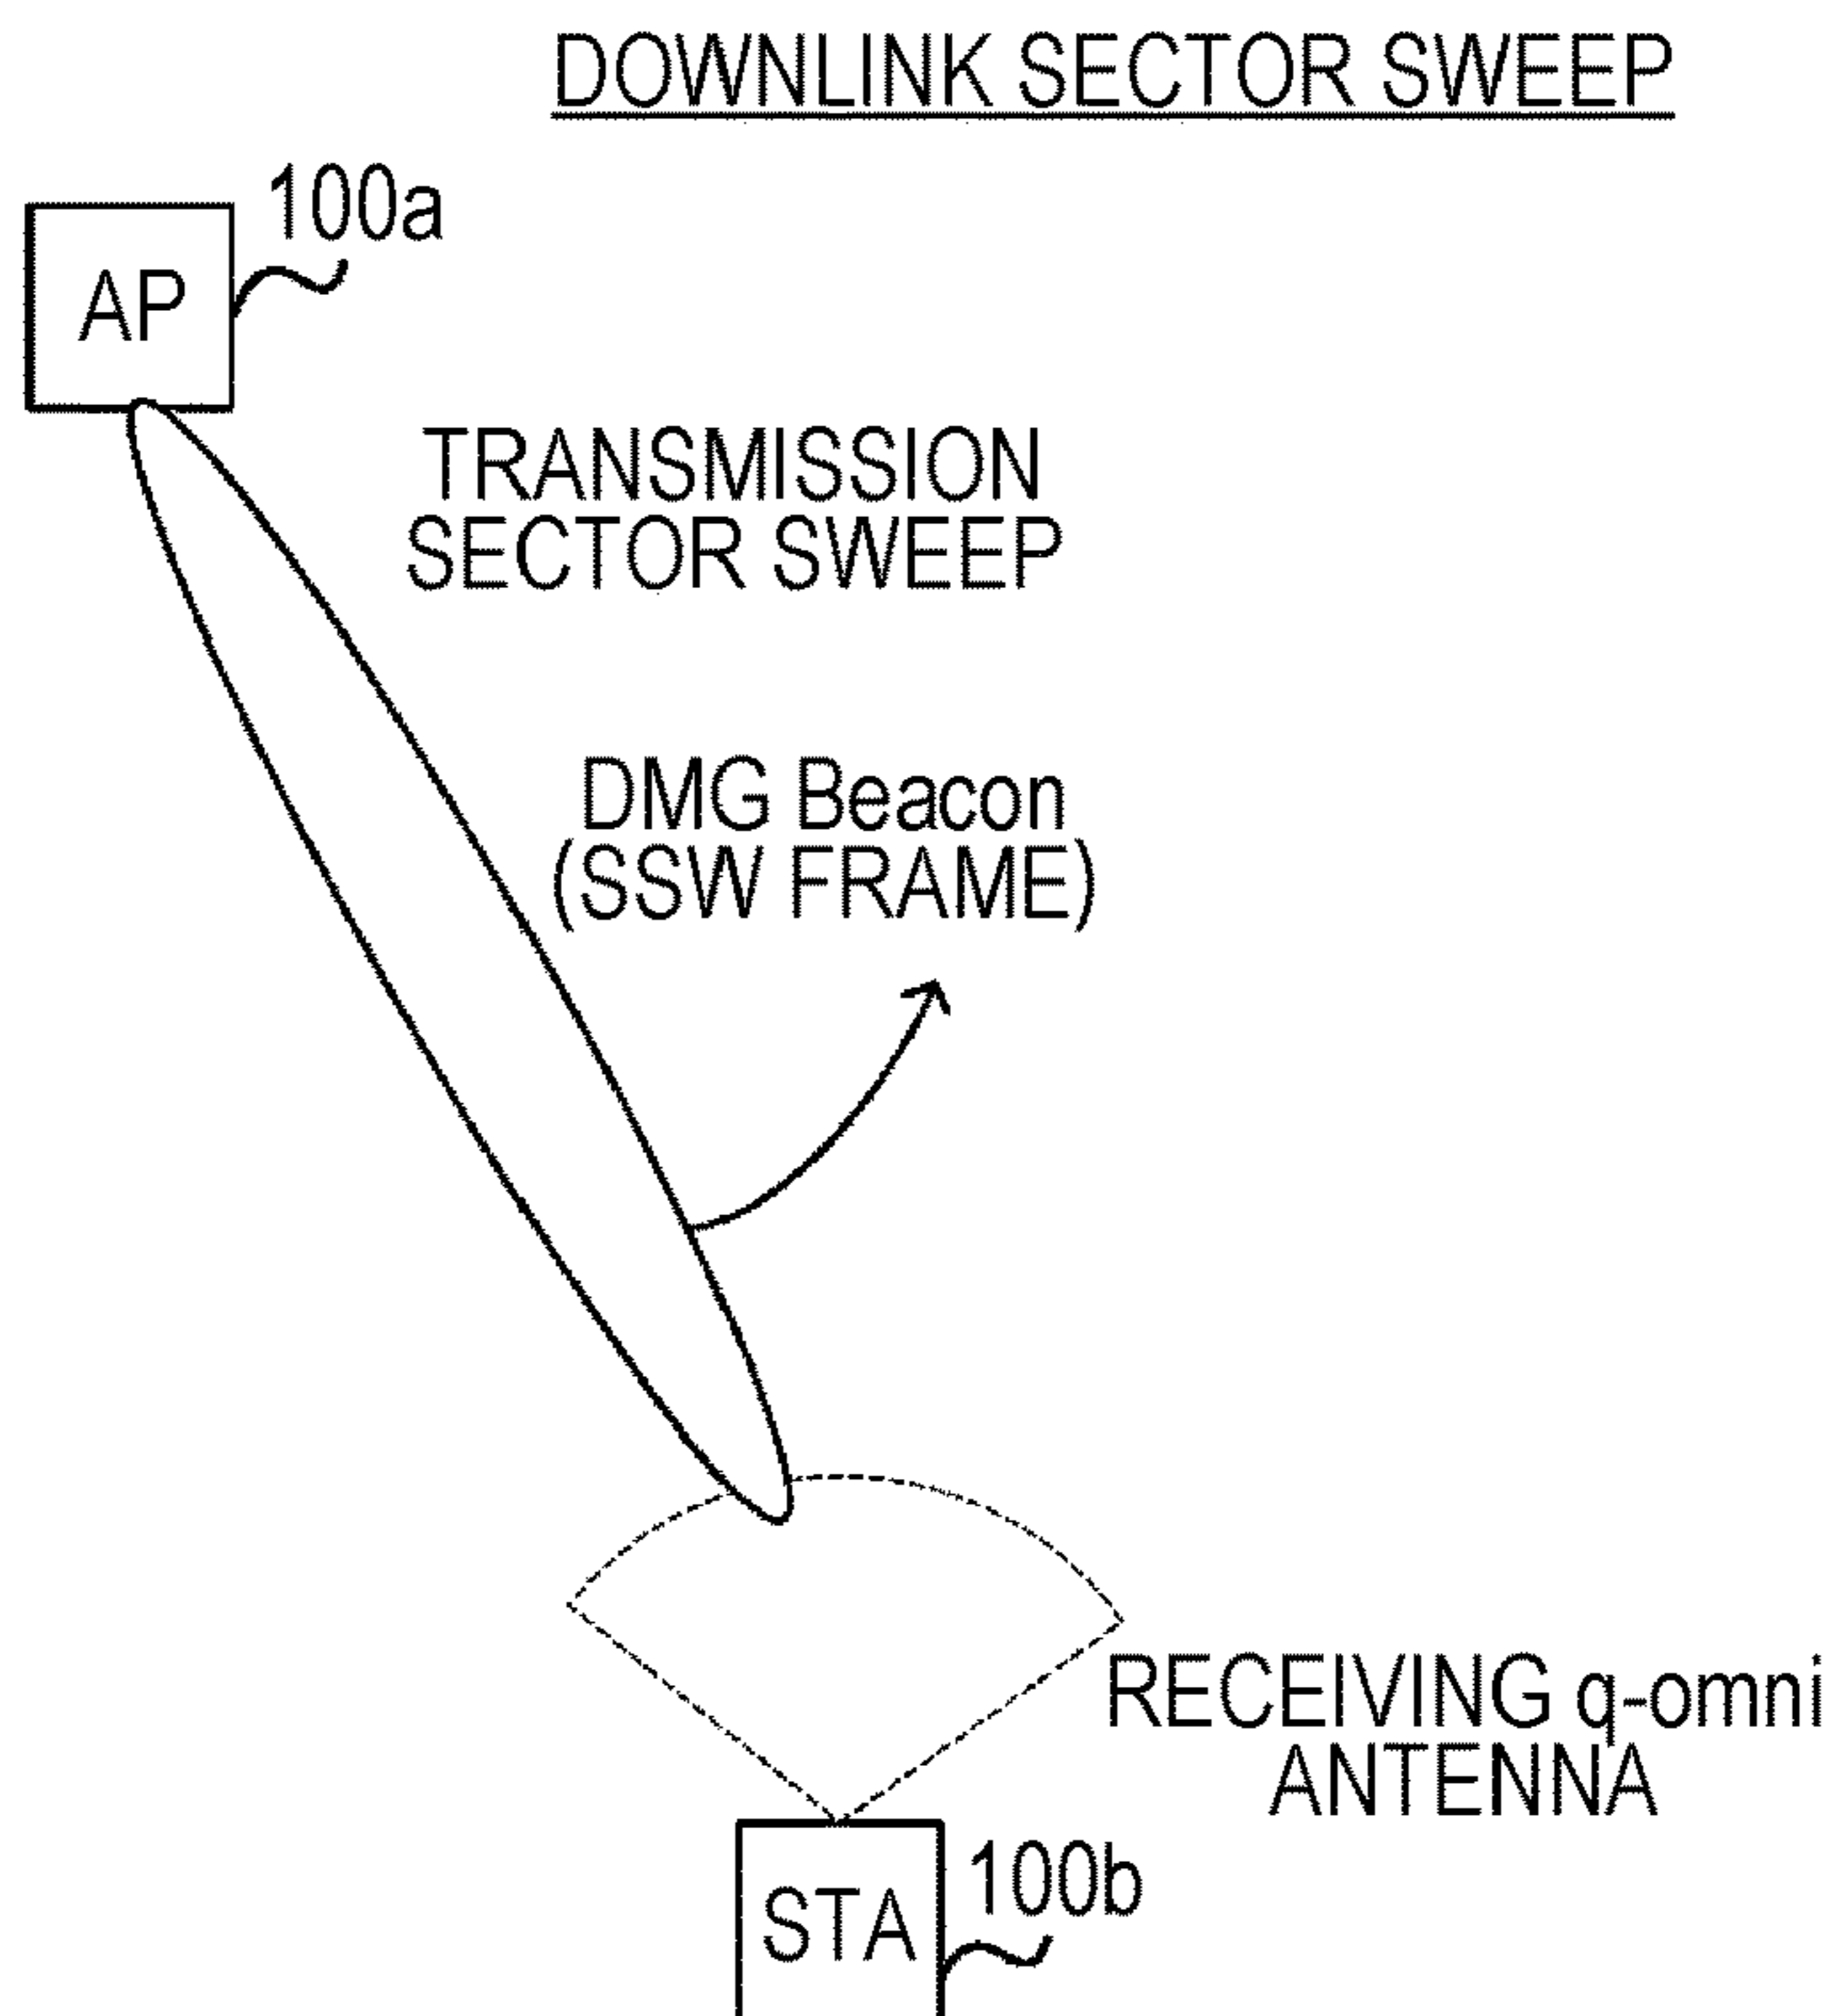 DOWNLINK SECTOR SWEEP
100a
AP
TRANSMISSION
SECTOR SWEEP
DMG Beacon
(SSW FRAME)
RECEIVING q-omni
ANTENNA
100b
STA